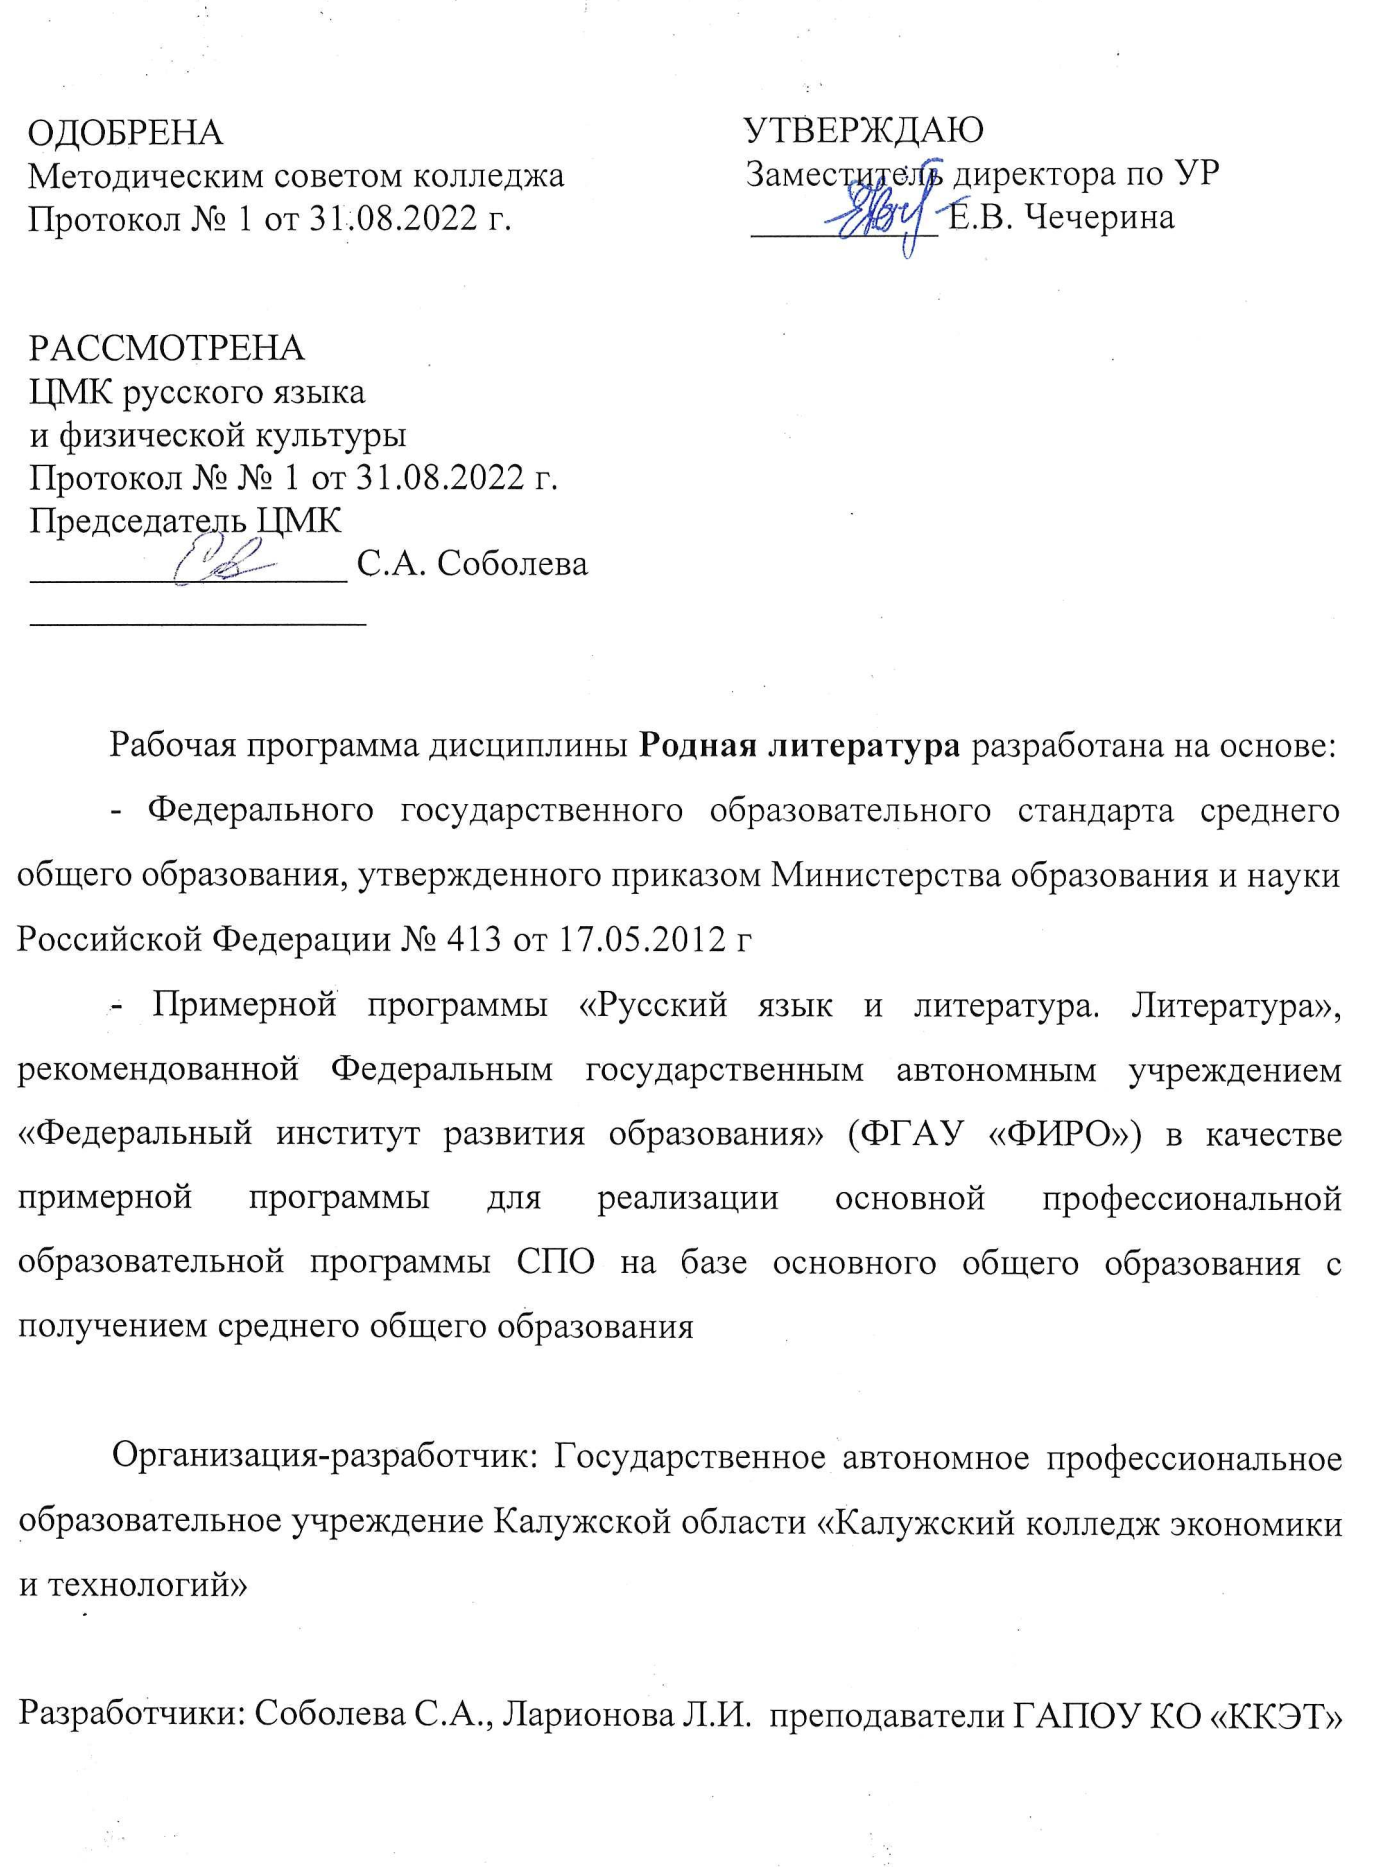 ОДОБРЕНА
Методическим советом колледжа
Протокол № 1 от 31.08.2022 г.
УТВЕРЖДАЮ
Заместитель директора по УР
__________ Е.В. Чечерина
РАССМОТРЕНА
ЦМК русского языка
и физической культуры
Протокол № № 1 от 31.08.2022 г.
Председатель ЦМК
_________________ С.А. Соболева
__________________
Рабочая программа дисциплины Родная литература разработана на основе:
- Федерального государственного образовательного стандарта среднего
общего образования, утвержденного приказом Министерства образования и науки
Российской Федерации № 413 от 17.05.2012 г
- Примерной программы «Русский язык и литература. Литература»,
рекомендованной Федеральным государственным автономным учреждением
«Федеральный институт развития образования» (ФГАУ «ФИРО») в качестве
примерной программы для реализации основной профессиональной
образовательной программы СПО на базе основного общего образования с
получением среднего общего образования
Организация-разработчик: Государственное автономное профессиональное
образовательное учреждение Калужской области «Калужский колледж экономики
и технологий»
Разработчики: Соболева С.А., Ларионова Л.И. преподаватели ГАПОУ КО «ККЭТ»